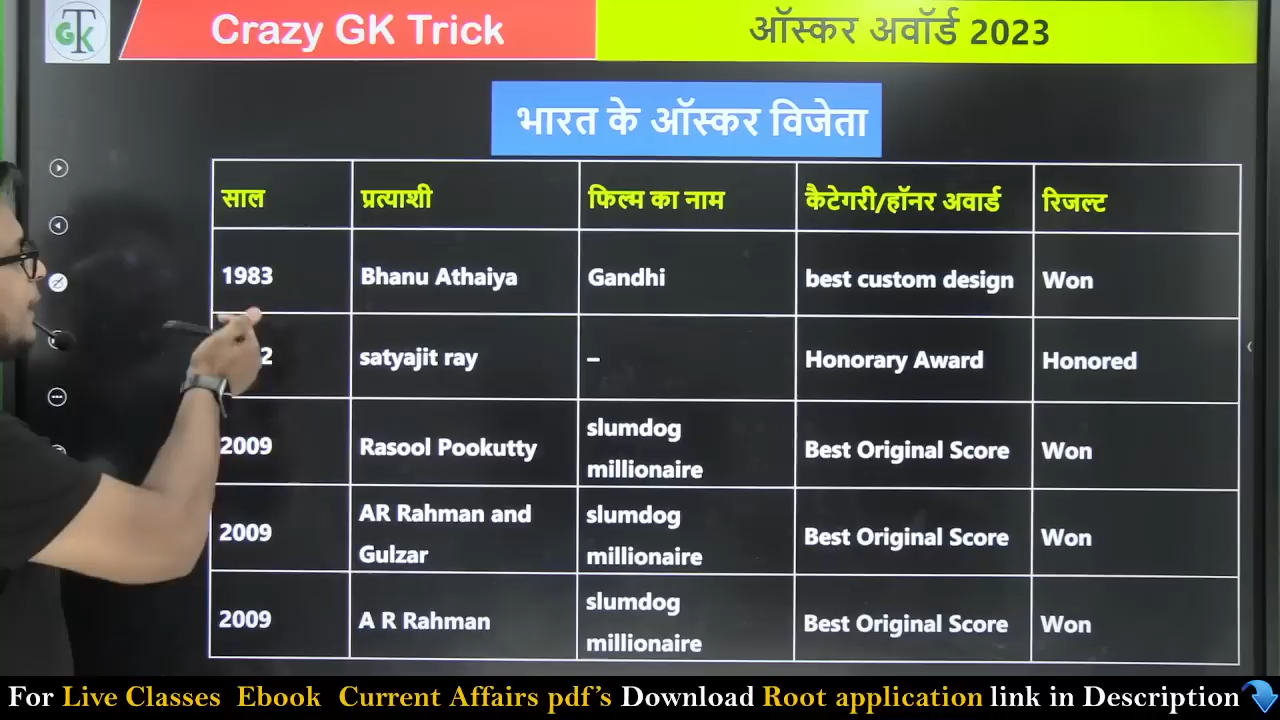 GTK
Crazy GK Trick
ऑस्कर अवॉर्ड 2023
भारत के ऑस्कर विजेता
साल प्रत्याशी फिल्म का नाम कैटेगरी/हॉनर अवार्ड रिजल्ट
1983 Bhanu Athaiya Gandhi best custom design Won
satyajit ray – Honorary Award Honored
2009 Rasool Pookutty slumdog millionaire Best Original Score Won
2009 AR Rahman and Gulzar slumdog millionaire Best Original Score Won
2009 A R Rahman slumdog millionaire Best Original Score Won
For Live Classes Ebook Current Affairs pdf’s Download Root application link in Description